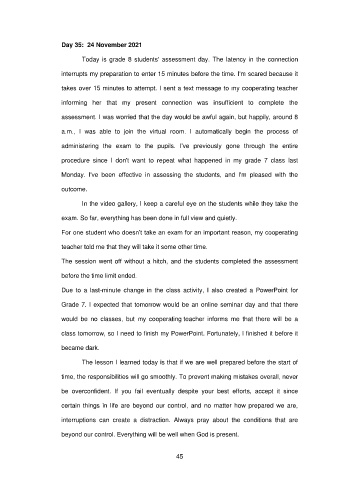 Day 35:  24 November 2021
Today is grade 8 students' assessment day. The latency in the connection
interrupts my preparation to enter 15 minutes before the time. I'm scared because it
takes over 15 minutes to attempt. I sent a text message to my cooperating teacher
informing her that my present connection was insufficient to complete the
assessment. I was worried that the day would be awful again, but happily, around 8
a.m., I was able to join the virtual room. I automatically begin the process of
administering the exam to the pupils. I've previously gone through the entire
procedure since I don't want to repeat what happened in my grade 7 class last
Monday. I've been effective in assessing the students, and I'm pleased with the
outcome.
In the video gallery, I keep a careful eye on the students while they take the
exam. So far, everything has been done in full view and quietly.
For one student who doesn't take an exam for an important reason, my cooperating
teacher told me that they will take it some other time.
The session went off without a hitch, and the students completed the assessment
before the time limit ended.
Due to a last-minute change in the class activity, I also created a PowerPoint for
Grade 7. I expected that tomorrow would be an online seminar day and that there
would be no classes, but my cooperating teacher informs me that there will be a
class tomorrow, so I need to finish my PowerPoint. Fortunately, I finished it before it
became dark.
The lesson I learned today is that if we are well prepared before the start of
time, the responsibilities will go smoothly. To prevent making mistakes overall, never
be overconfident. If you fail eventually despite your best efforts, accept it since
certain things in life are beyond our control, and no matter how prepared we are,
interruptions can create a distraction. Always pray about the conditions that are
beyond our control. Everything will be well when God is present.
45